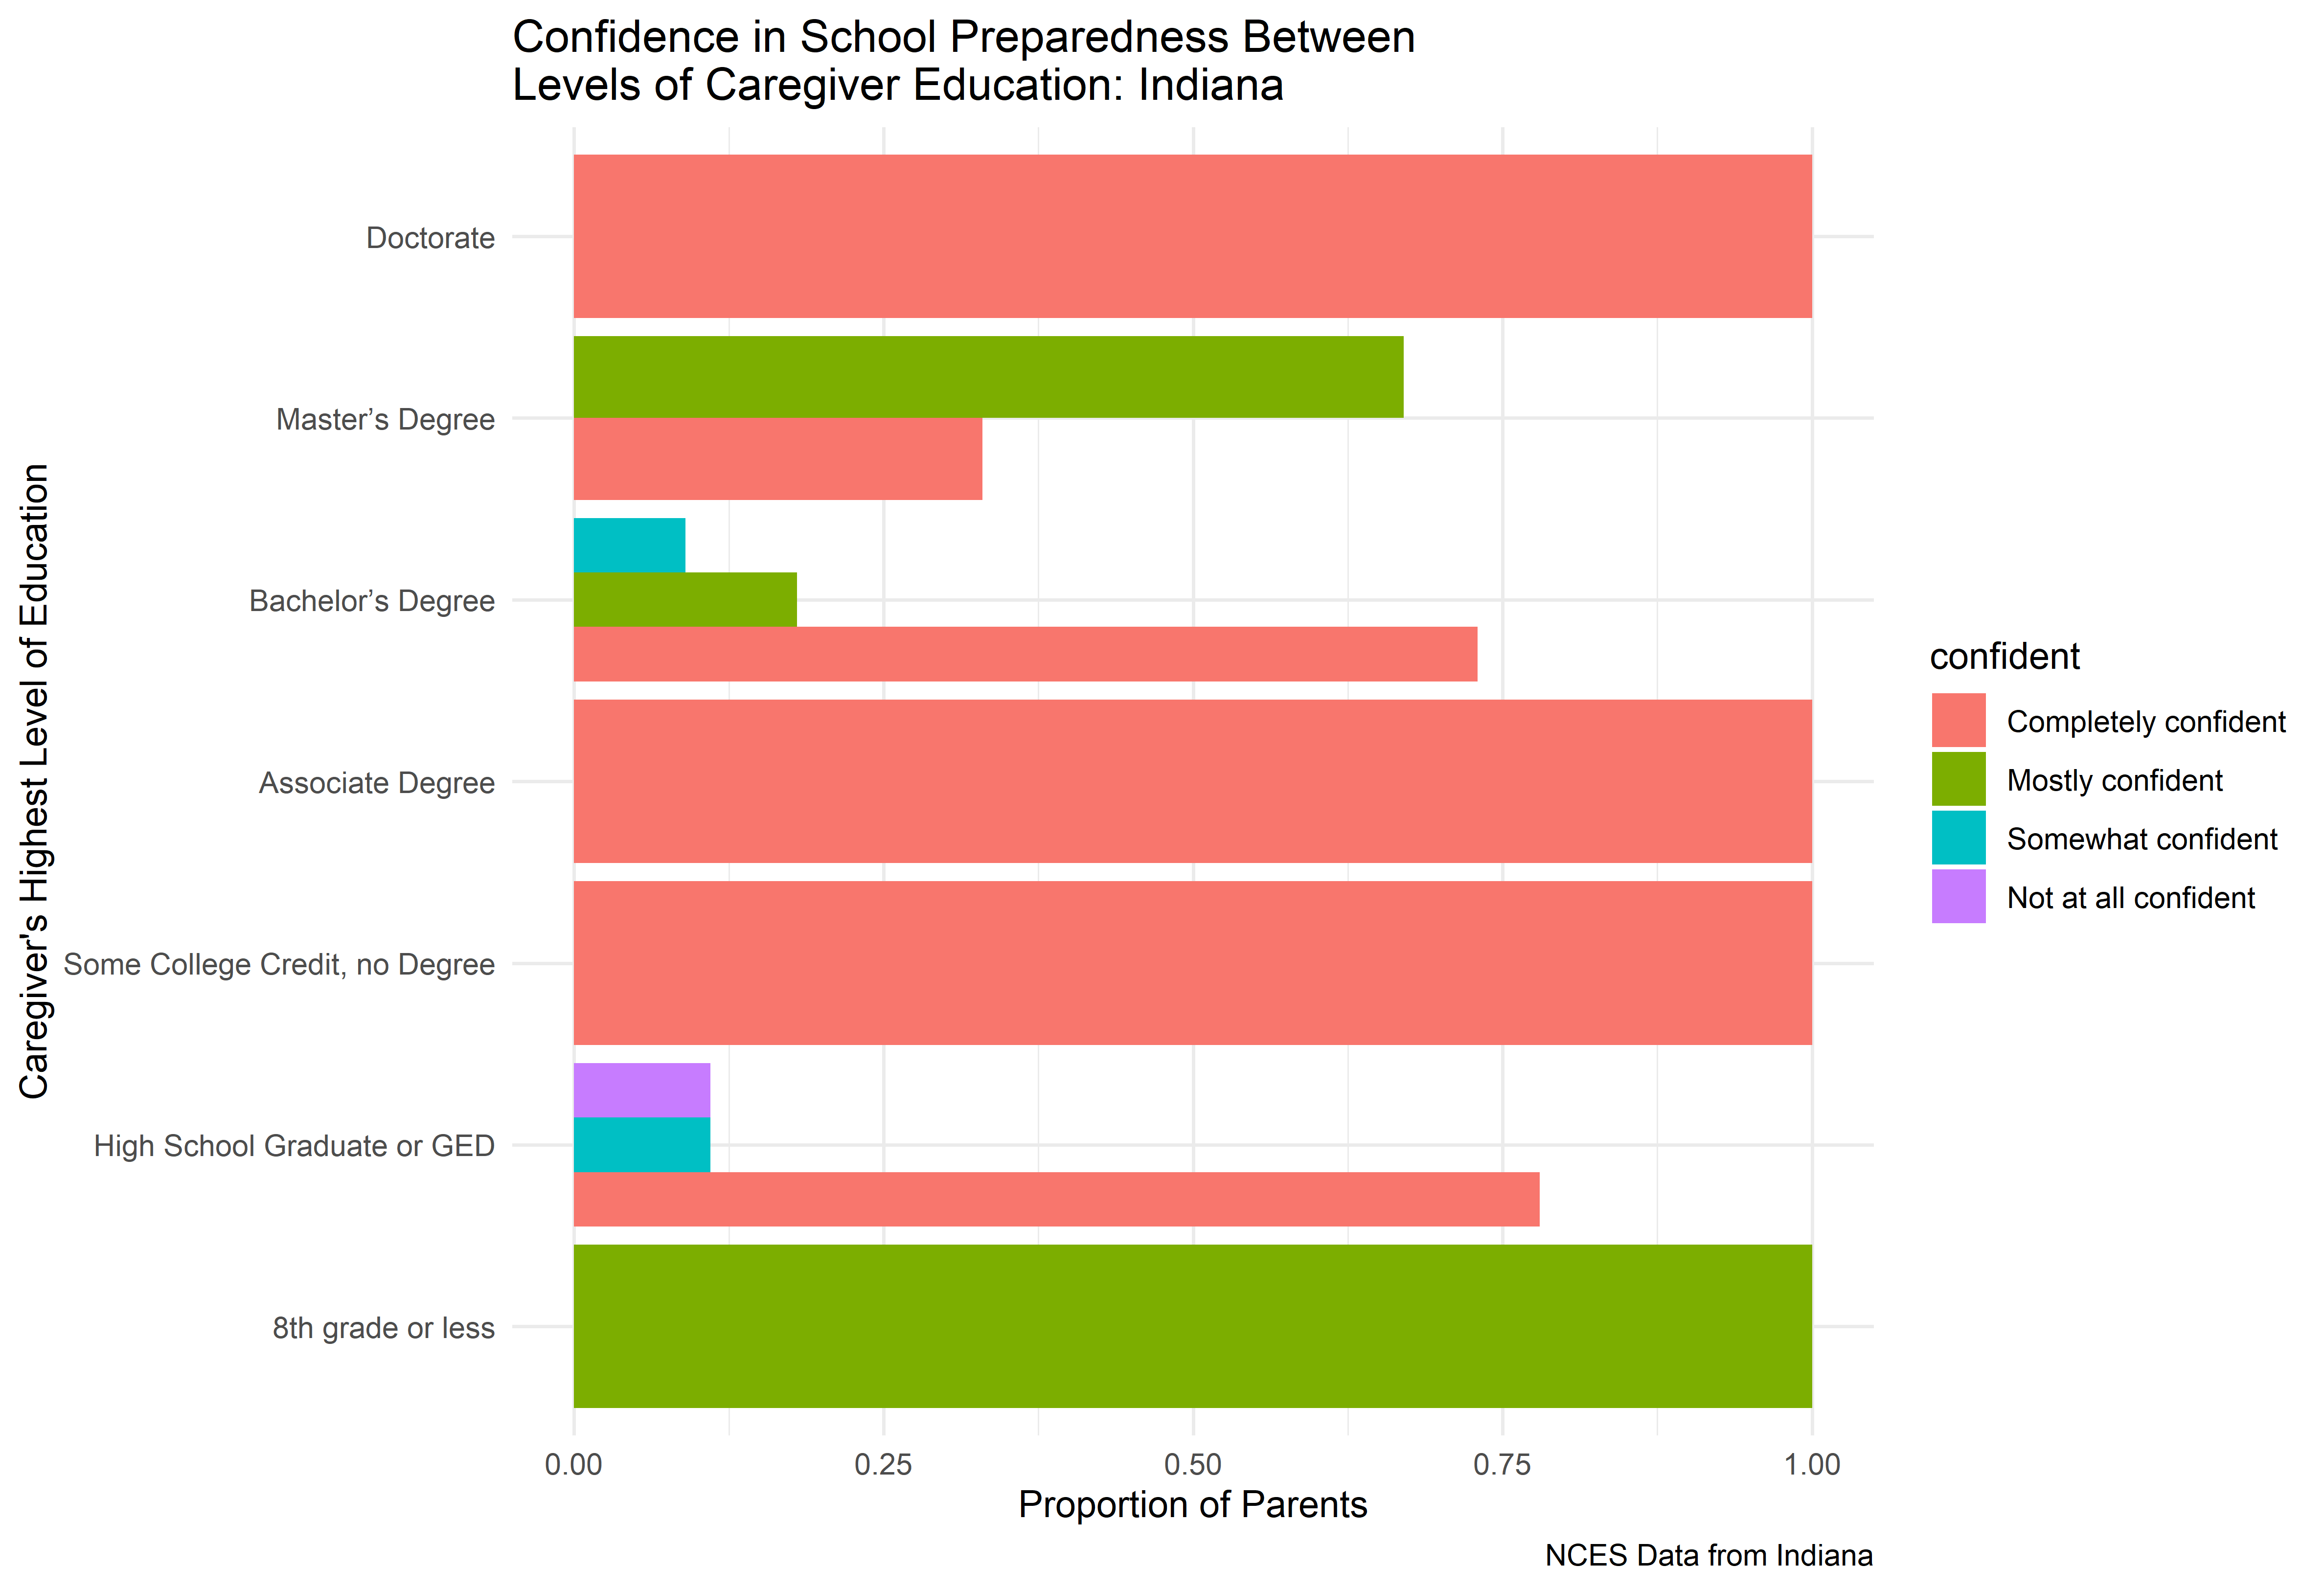 Confidence in School Preparedness Between
Levels of Caregiver Education: Indiana
Caregiver's Highest Level of Education
Doctorate
Master’s Degree
Bachelor’s Degree
Associate Degree
Some College Credit, no Degree
High School Graduate or GED
8th grade or less
0.00 0.25 0.50 0.75 1.00
Proportion of Parents
confident
Completely confident
Mostly confident
Somewhat confident
Not at all confident
NCES Data from Indiana